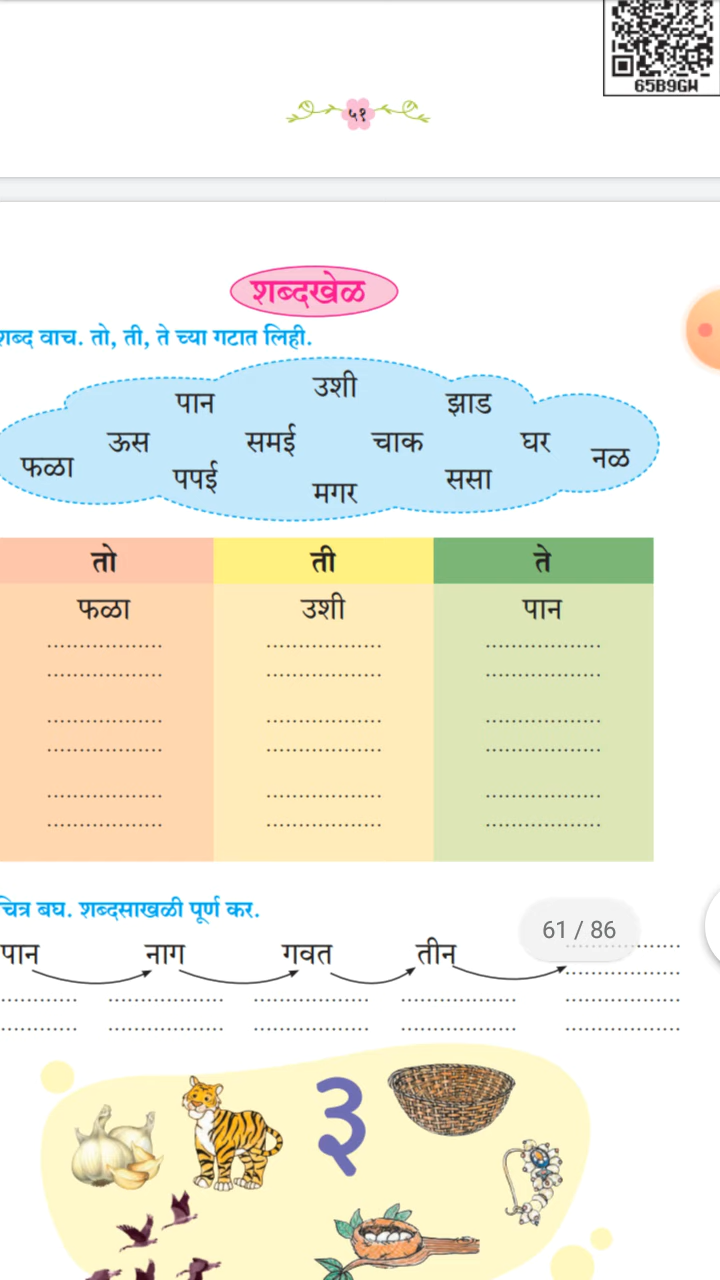 65B9GW
५१
शब्दखेळ
शब्द वाच. तो, ती, ते च्या गटात लिही.
पान उशी झाड
फळा ऊस समई चाक घर नळ
पपई मगर ससा
तो ती ते
फळा उशी पान
चित्र बघ. शब्दसाखळी पूर्ण कर.
61 / 86
पान नाग गवत तीन
३